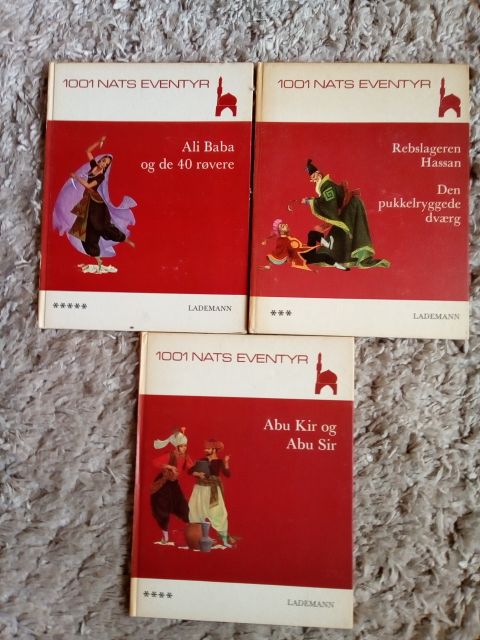 1001 NATS EVENTYR
Ali Baba
og de 40 røvere
*****
LADEMANN
1001 NATS EVENTYR
Rebslageren
Hassan
Den
pukkelryggede
dværg
***
LADEMANN
1001 NATS EVENTYR
Abu Kir og
Abu Sir
****
LADEMANN